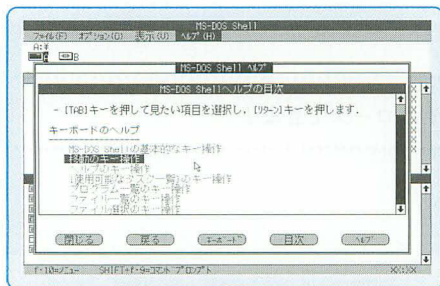 MS-DOS Shell
ファイル(F) オプション(O) 表示(V) ヘルプ(H)
A:¥
A B
MS-DOS Shell ヘルプ
MS-DOS Shellヘルプの目次
- [TAB]キーを押して見たい項目を選択し，[リターン]キーを押します．
キーボードのヘルプ
MS-DOS Shellの基本的なキー操作
移動のキー操作
ヘルプのキー操作
[使用可能なタスク一覧]のキー操作
プログラム一覧のキー操作
ファイル一覧のキー操作
ファイル選択のキー操作
閉じる 戻る キーボード 目次 ヘルプ
f･10=メニュー SHIFT+f･9=コマンド プロンプト XX:XX